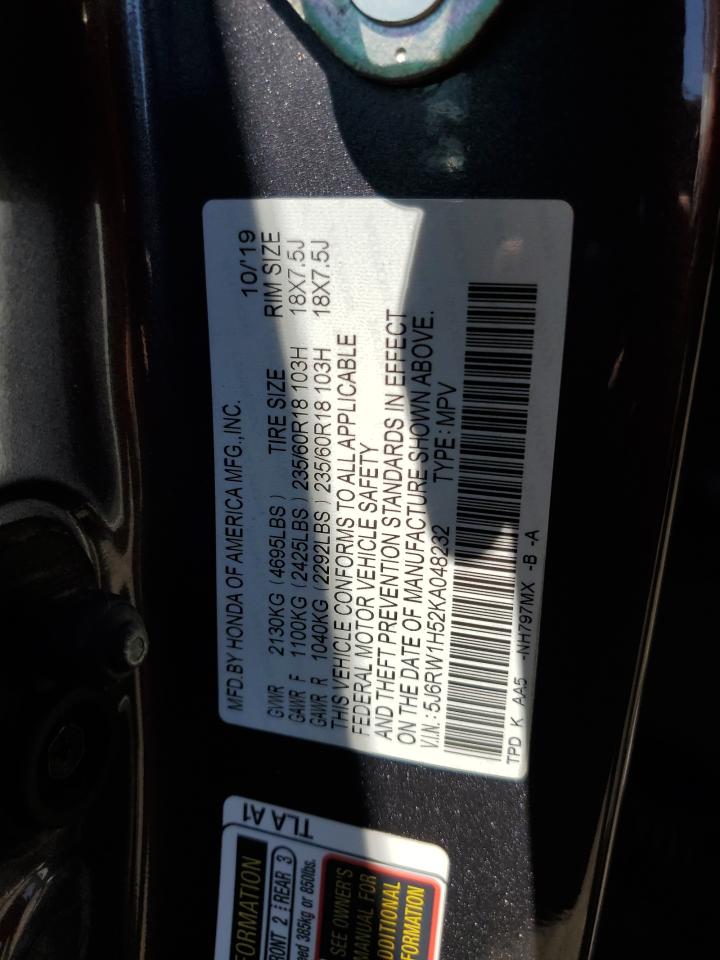 MFD.BY HONDA OF AMERICA MFG.,INC. 10/'19
GVWR 2130KG (4695LBS) TIRE SIZE RIM SIZE
GAWR F 1100KG (2425LBS) 235/60R18 103H 18X7.5J
GAWR R 1040KG (2292LBS) 235/60R18 103H 18X7.5J
THIS VEHICLE CONFORMS TO ALL APPLICABLE
FEDERAL MOTOR VEHICLE SAFETY
AND THEFT PREVENTION STANDARDS IN EFFECT
ON THE DATE OF MANUFACTURE SHOWN ABOVE.
V.I.N.: 5J6RW1H52KA048232 TYPE: MPV
TPD K AA5 -NH797MX -B -A
TLA A1
FORMATION
RONT 2 REAR 3
eed 385kg or 850lbs.
SEE OWNER'S
MANUAL FOR
DDITIONAL
FORMATION